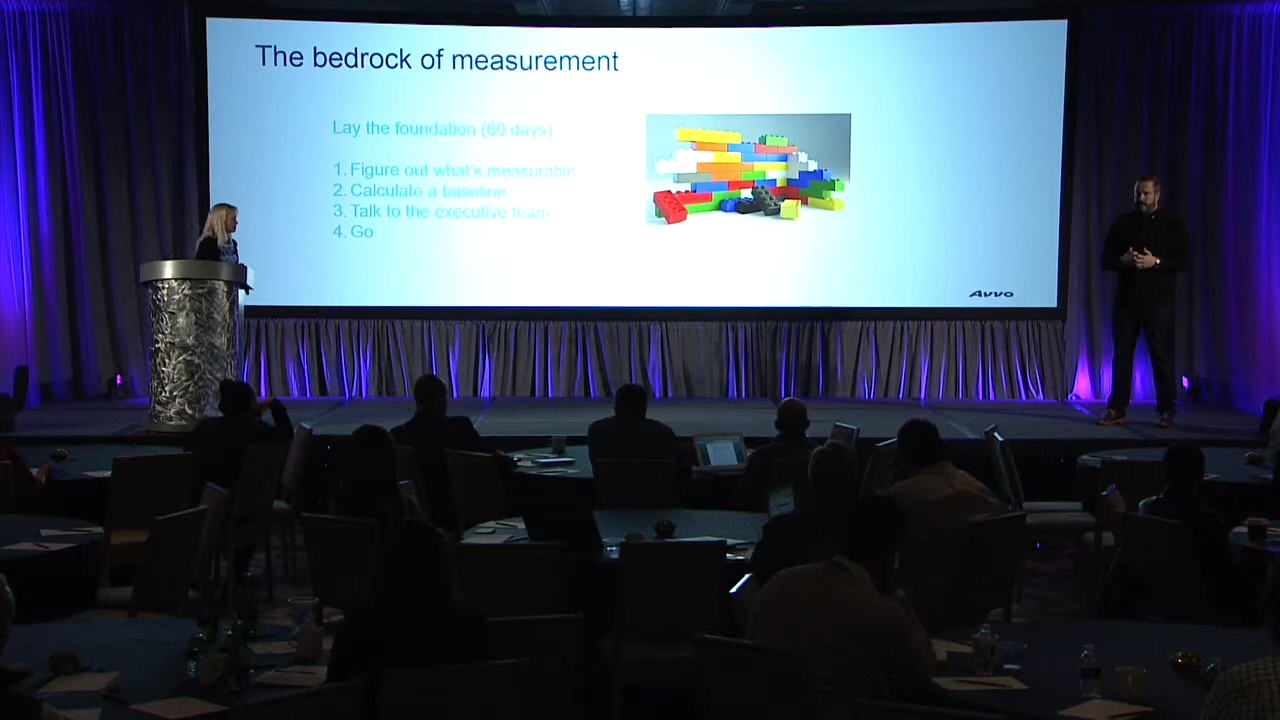 The bedrock of measurement
Lay the foundation (60 days)
1. Figure out what's measurable
2. Calculate a baseline
3. Talk to the executive team
4. Go
Avvo